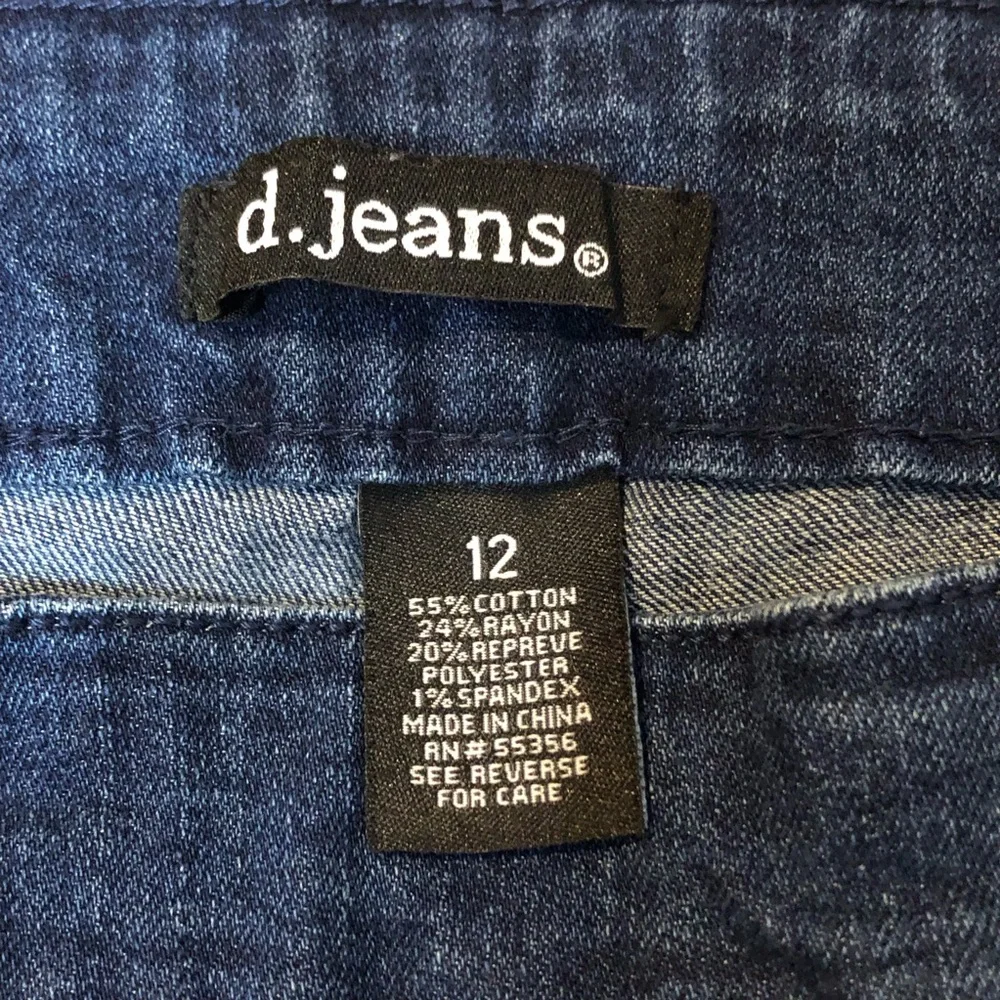 d.jeans®
12
55% COTTON
24% RAYON
20% REPREVE
POLYESTER
1% SPANDEX
MADE IN CHINA
RN# 55356
SEE REVERSE
FOR CARE